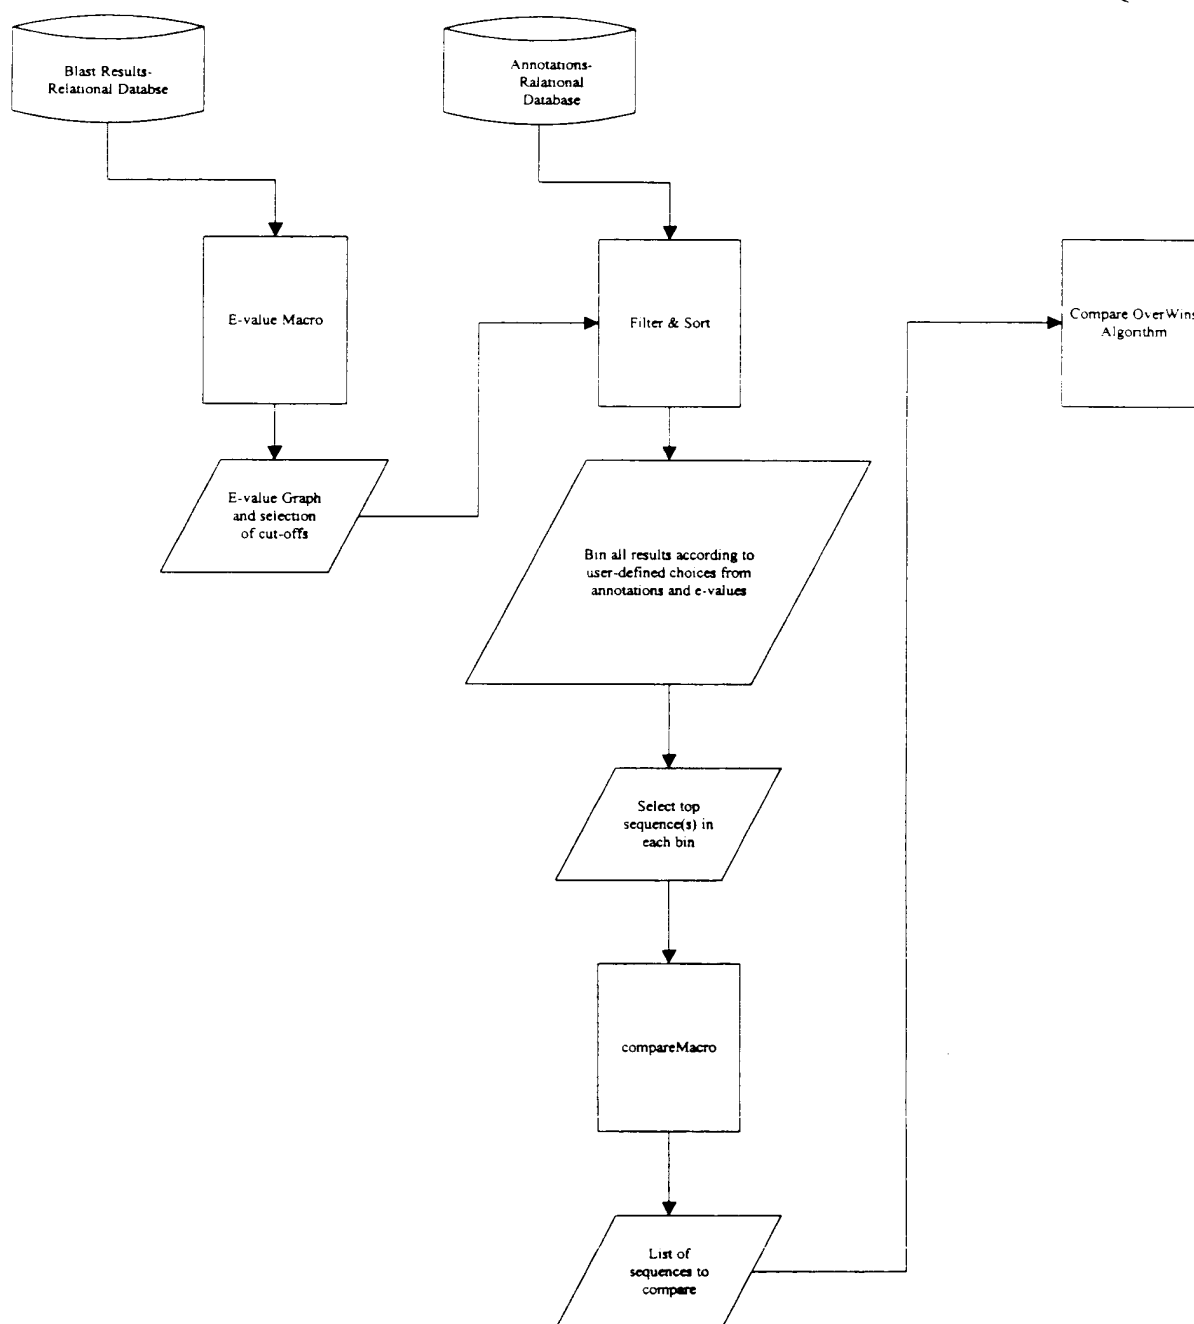 Blast Results-
Relational Databse
Annotations-
Ralational
Database
E-value Macro
Filter & Sort
Compare OverWins
Algorithm
E-value Graph
and selection
of cut-offs
Bin all results according to
user-defined choices from
annotations and e-values
Select top
sequence(s) in
each bin
compareMacro
List of
sequences to
compare